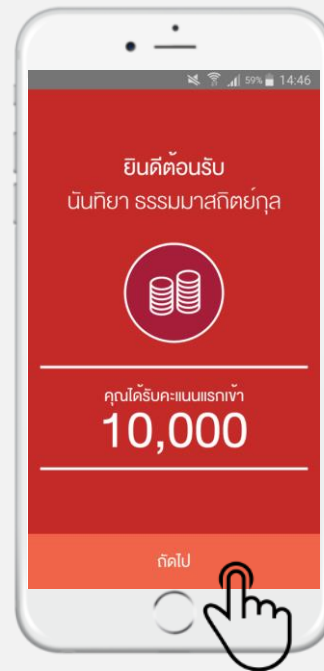 59% 14:46
ยินดีต้อนรับ
นันทิยา ธรรมมาสถิตย์กุล
คุณได้รับคะแนนแรกเข้า
10,000
ถัดไป